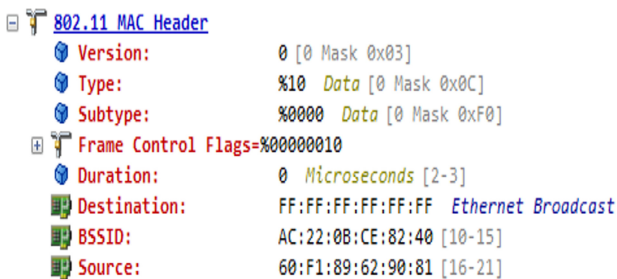 802.11 MAC Header
Version: 0 [0 Mask 0x03]
Type: %10 Data [0 Mask 0x0C]
Subtype: %0000 Data [0 Mask 0xF0]
Frame Control Flags=%00000010
Duration: 0 Microseconds [2-3]
Destination: FF:FF:FF:FF:FF:FF Ethernet Broadcast
BSSID: AC:22:0B:CE:82:40 [10-15]
Source: 60:F1:89:62:90:81 [16-21]